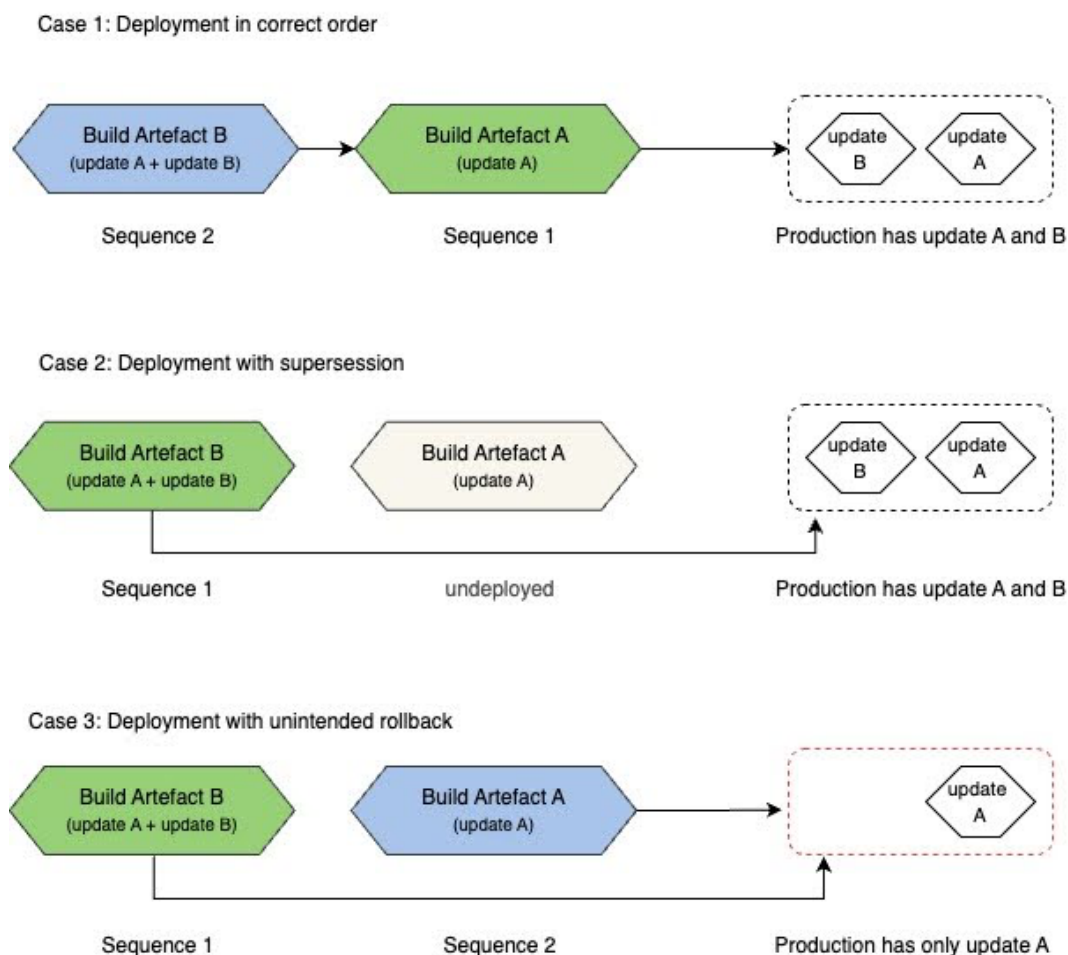 Case 1: Deployment in correct order
Build Artefact B
(update A + update B)
Build Artefact A
(update A)
update
B
update
A
Sequence 2
Sequence 1
Production has update A and B
Case 2: Deployment with supersession
Build Artefact B
(update A + update B)
Build Artefact A
(update A)
update
B
update
A
Sequence 1
undeployed
Production has update A and B
Case 3: Deployment with unintended rollback
Build Artefact B
(update A + update B)
Build Artefact A
(update A)
update
A
Sequence 1
Sequence 2
Production has only update A